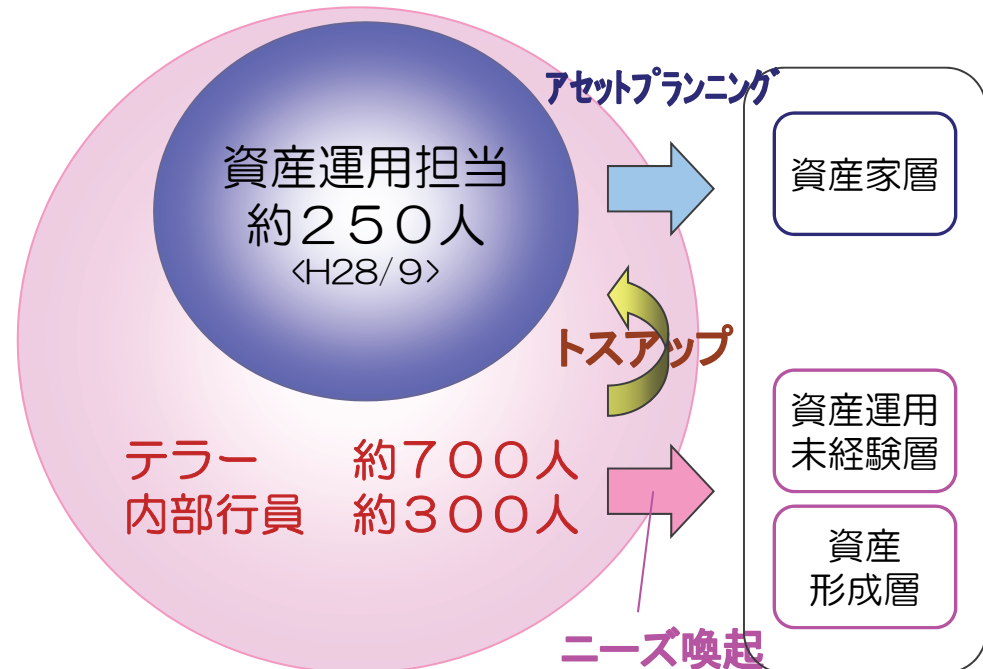 アセットプランニング
資産運用担当
約２５０人
<H28/9>
資産家層
トスアップ
テラー　　約７００人
内部行員　約３００人
資産運用
未経験層
資産
形成層
ニーズ喚起